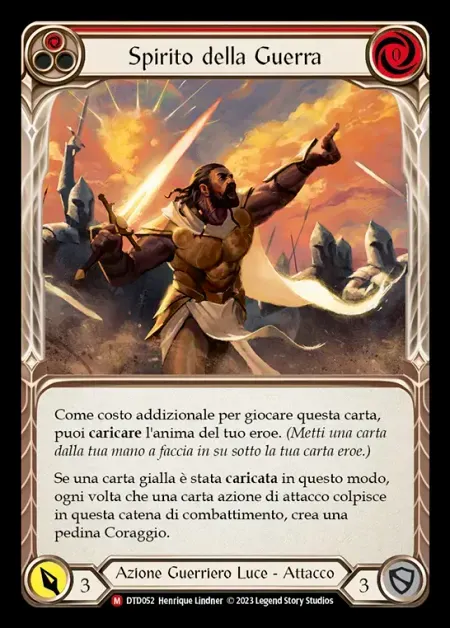 Spirito della Guerra
0
Come costo addizionale per giocare questa carta,
puoi caricare l'anima del tuo eroe. (Metti una carta
dalla tua mano a faccia in su sotto la tua carta eroe.)
Se una carta gialla è stata caricata in questo modo,
ogni volta che una carta azione di attacco colpisce
in questa catena di combattimento, crea una
pedina Coraggio.
3 Azione Guerriero Luce - Attacco 3
M DTD052 Henrique Lindner © 2023 Legend Story Studios